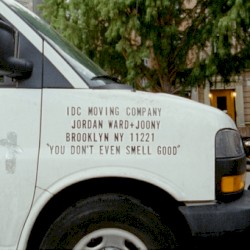 IDC MOVING COMPANY
JORDAN WARD+JOONY
BROOKLYN NY 11221
"YOU DON'T EVEN SMELL GOOD"